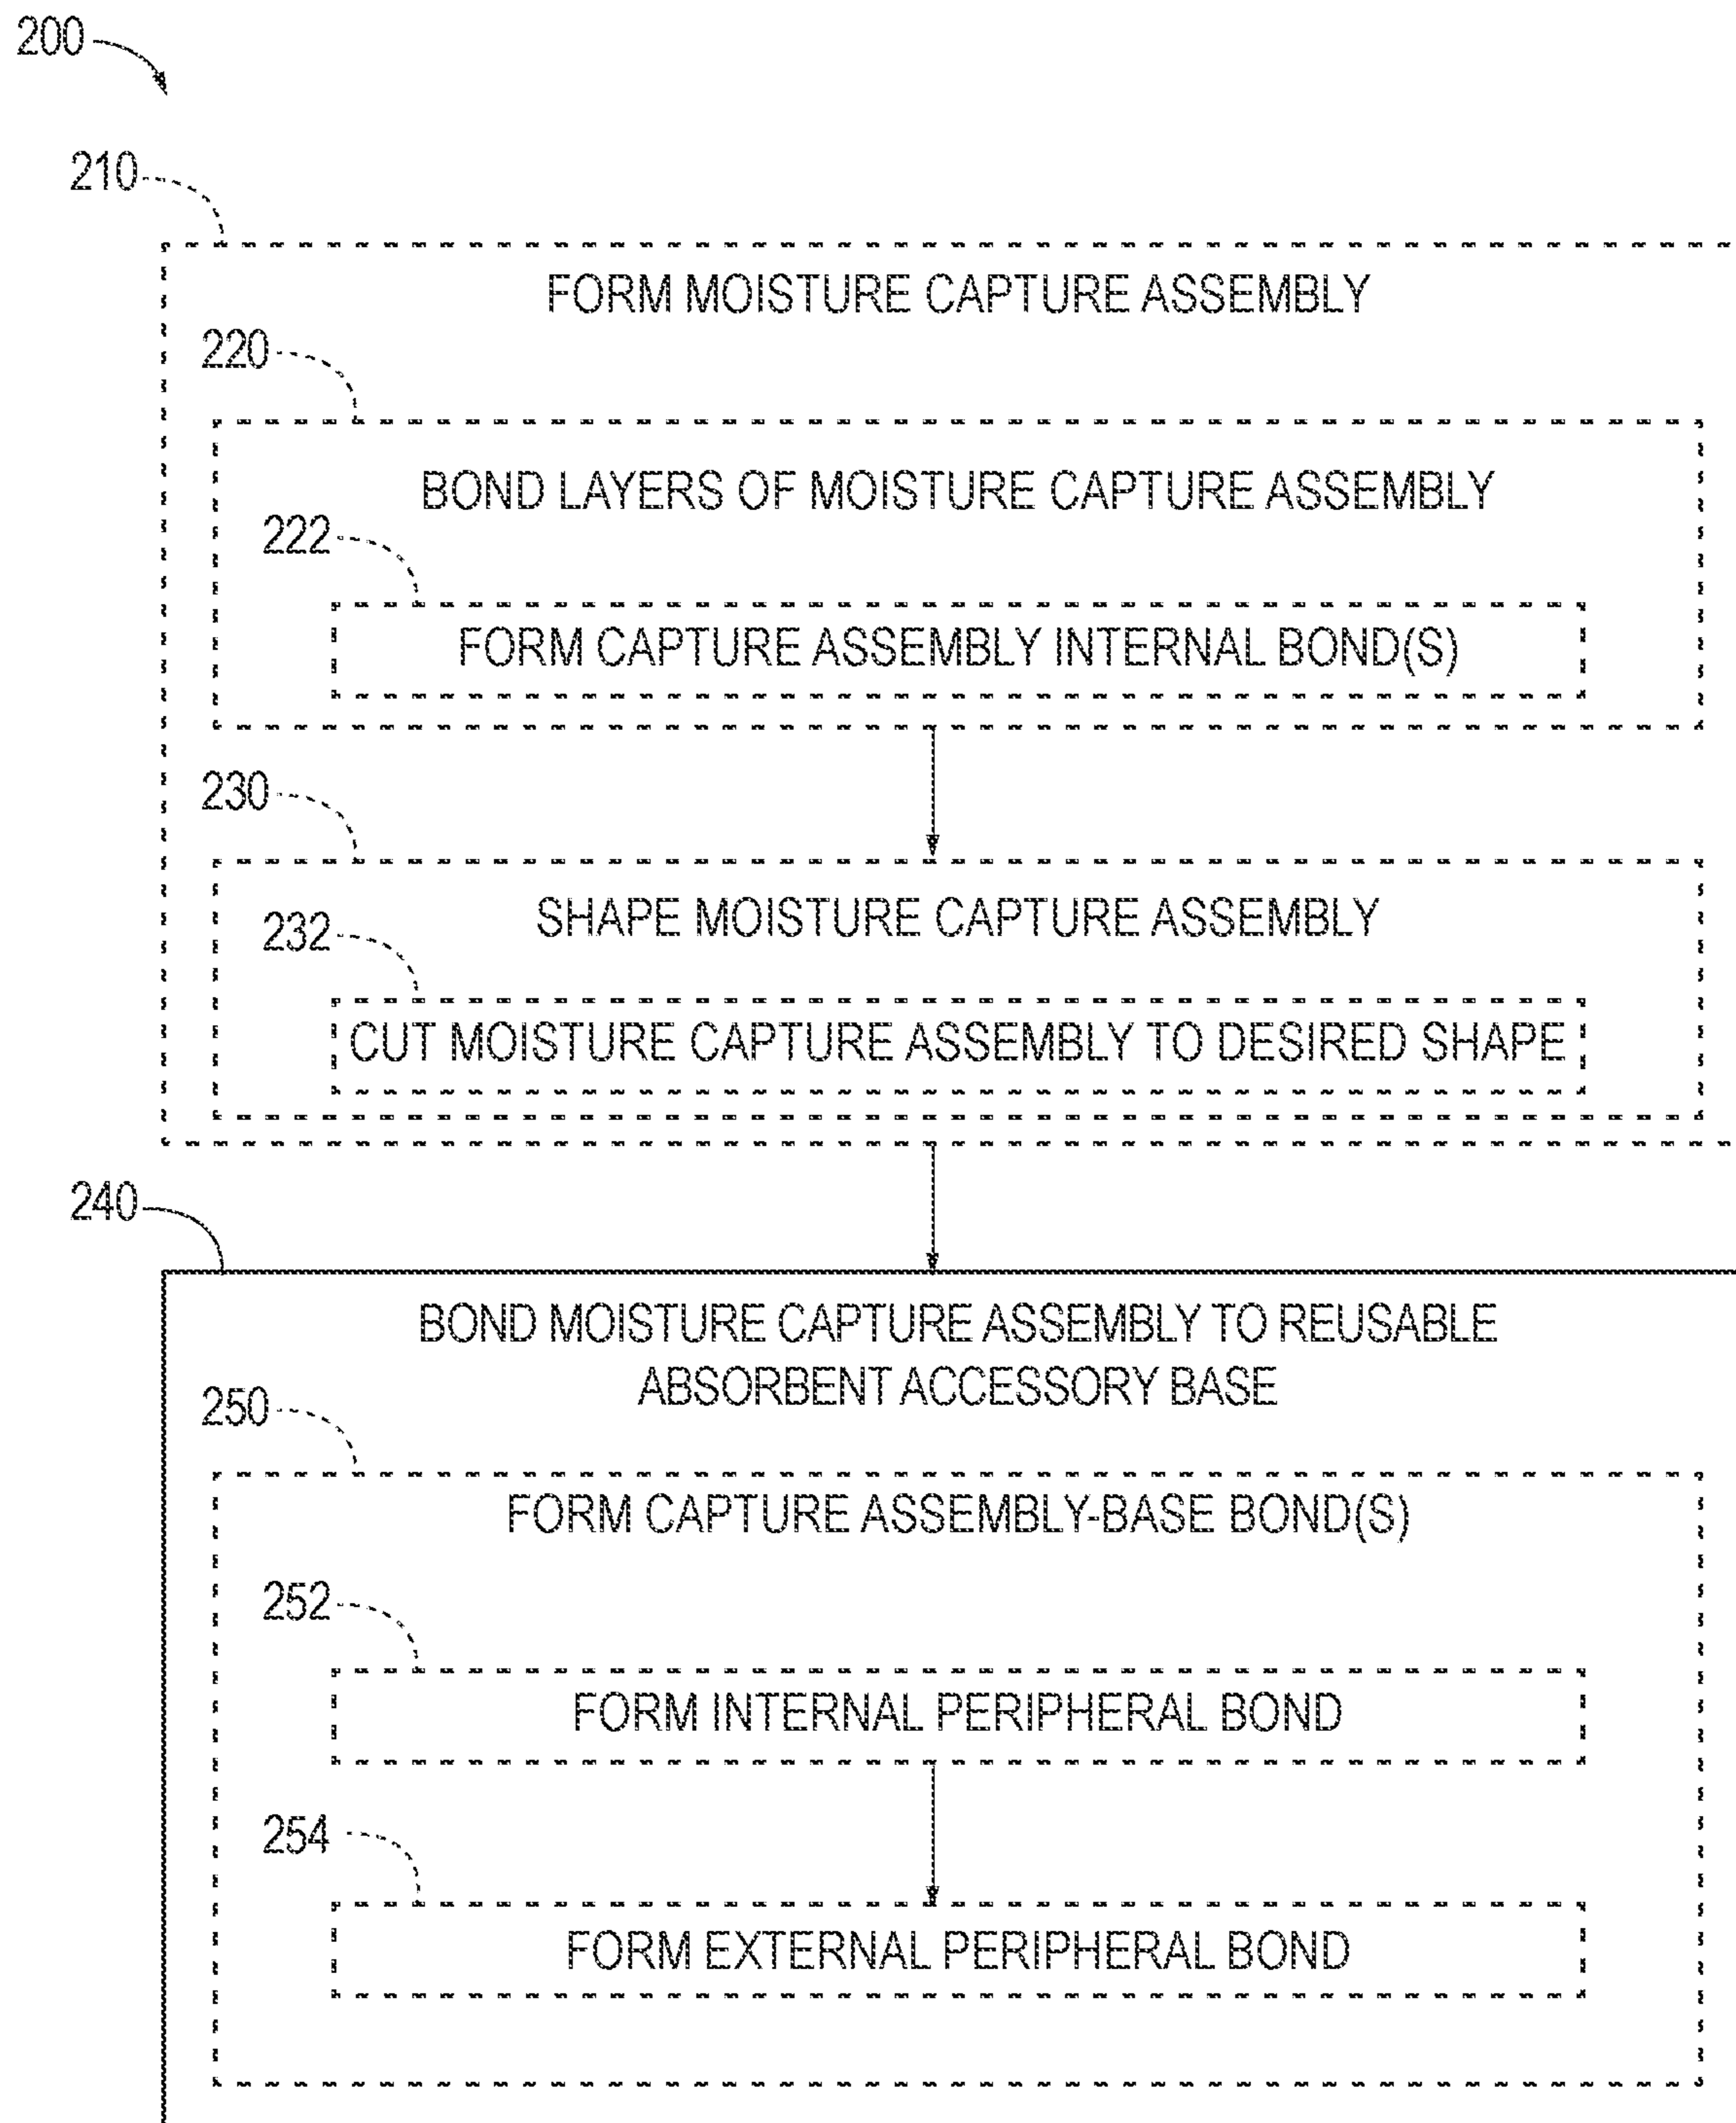 200
210
FORM MOISTURE CAPTURE ASSEMBLY
220
BOND LAYERS OF MOISTURE CAPTURE ASSEMBLY
222
FORM CAPTURE ASSEMBLY INTERNAL BOND(S)
230
SHAPE MOISTURE CAPTURE ASSEMBLY
232
CUT MOISTURE CAPTURE ASSEMBLY TO DESIRED SHAPE
240
BOND MOISTURE CAPTURE ASSEMBLY TO REUSABLE
ABSORBENT ACCESSORY BASE
250
FORM CAPTURE ASSEMBLY-BASE BOND(S)
252
FORM INTERNAL PERIPHERAL BOND
254
FORM EXTERNAL PERIPHERAL BOND